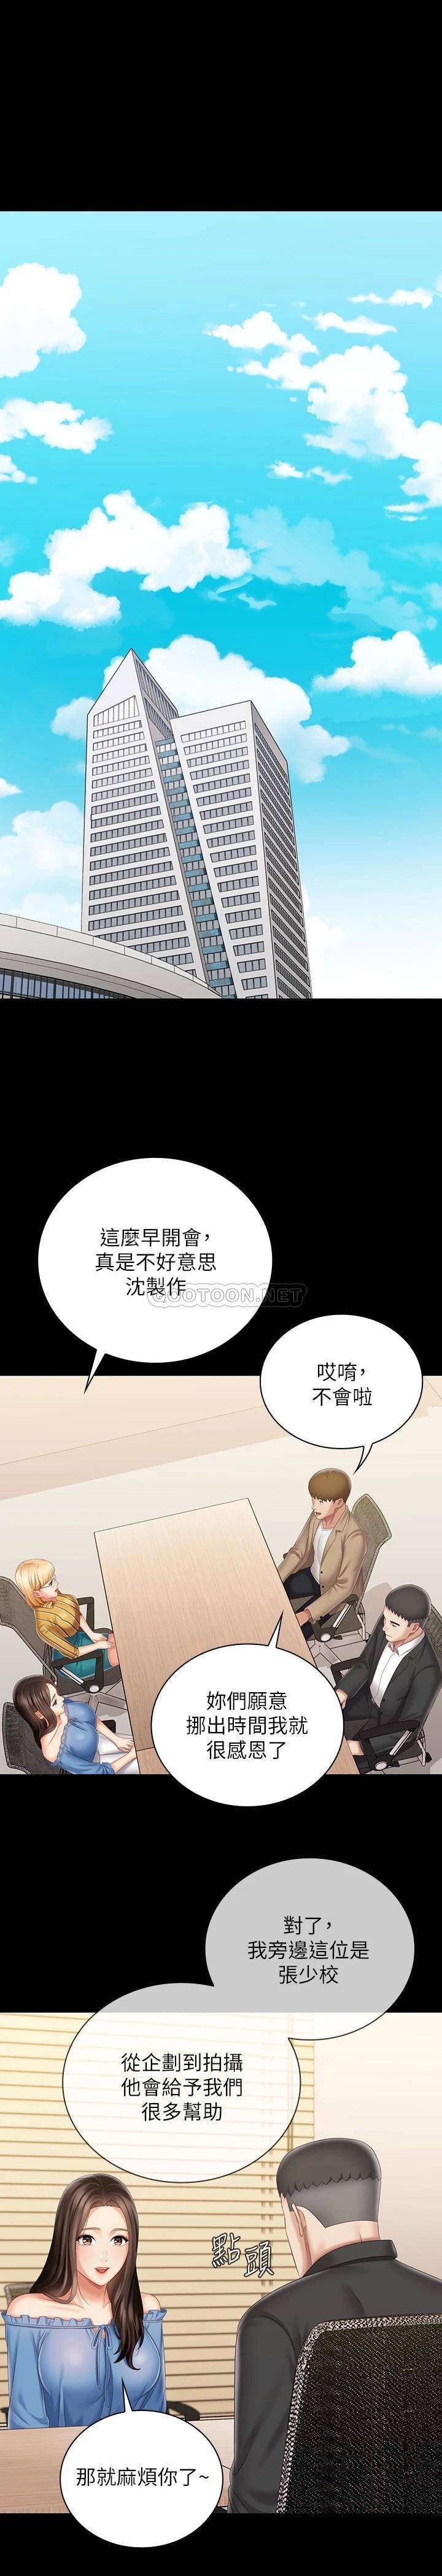 這麼早開會,
真是不好意思
沈製作
QUOTOON.NET
哎唷,
不會啦
妳們願意
挪出時間我就
很感恩了
對了,
我旁邊這位是
張少校
從企劃到拍攝
他會給予我們
很多幫助
點頭
那就麻煩你了~